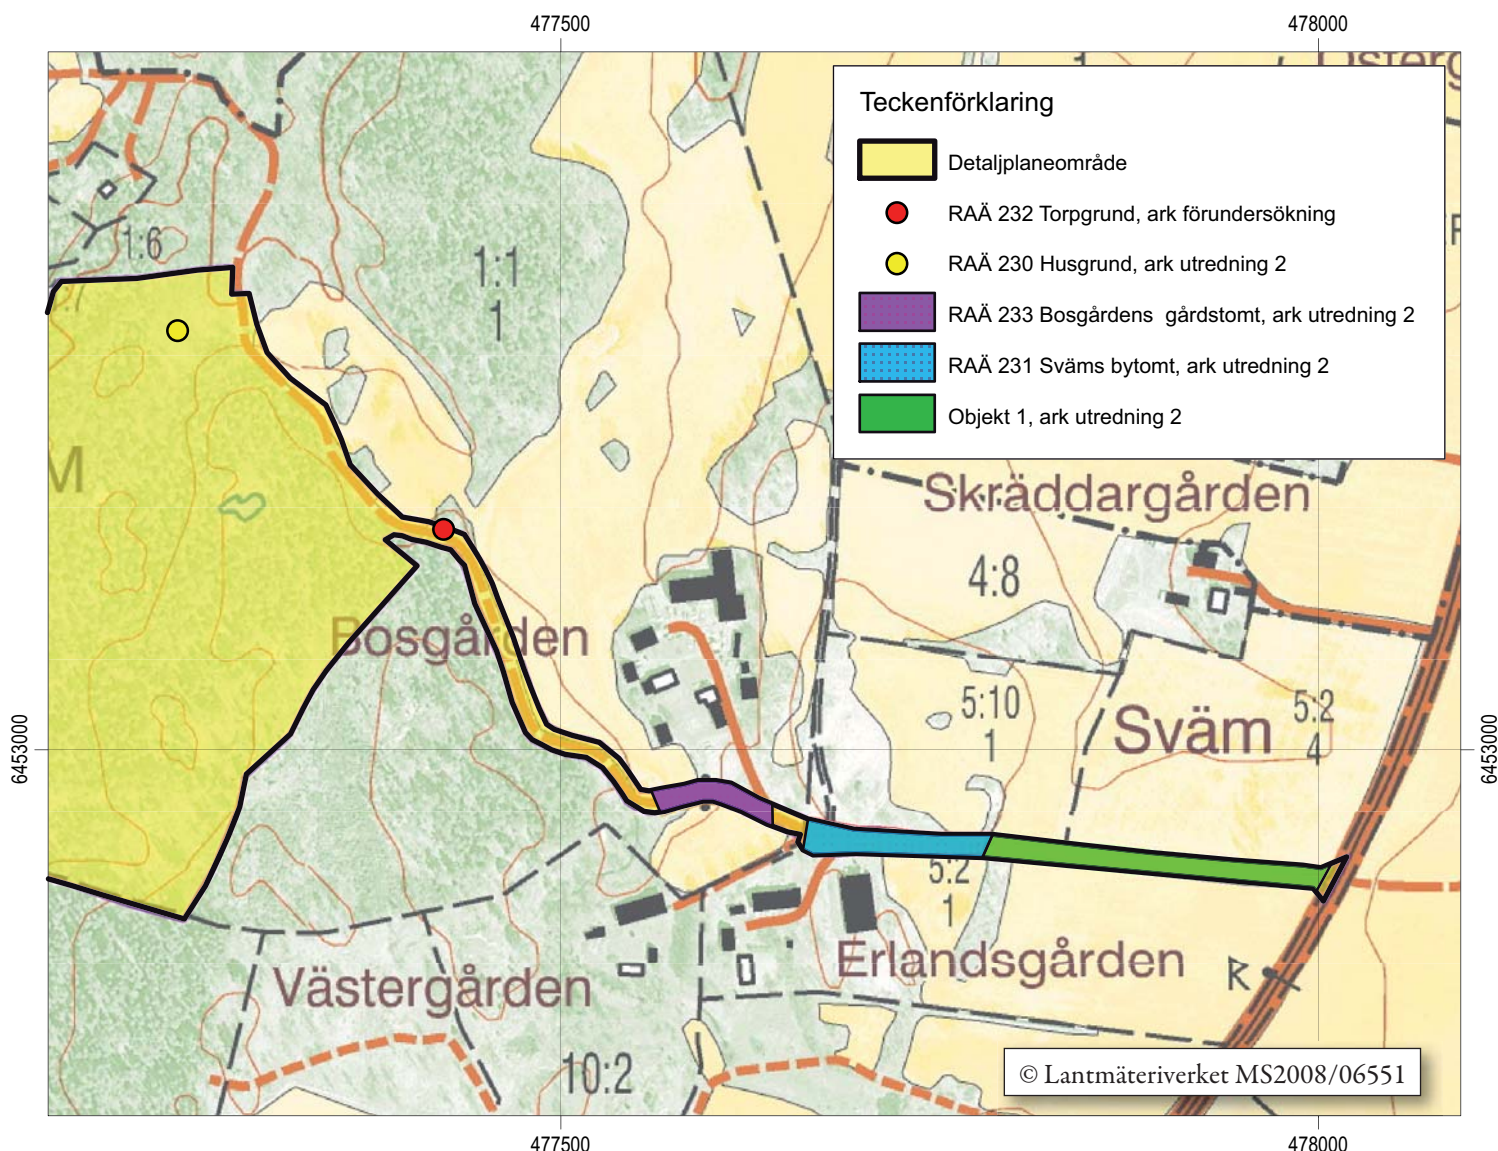 477500
478000
Teckenförklaring
Detaljplaneområde
RAÄ 232 Torpgrund, ark förundersökning
RAÄ 230 Husgrund, ark utredning 2
RAÄ 233 Bosgårdens gårdstomt, ark utredning 2
RAÄ 231 Sväms bytomt, ark utredning 2
Objekt 1, ark utredning 2
1:6
1:1
1
M
Skräddargården
4:8
Bosgården
5:10
1
Sväm
5:2
4
6453000
6453000
5:2
1
Erlandsgården
Västergården
R
10:2
© Lantmäteriverket MS2008/06551
477500
478000